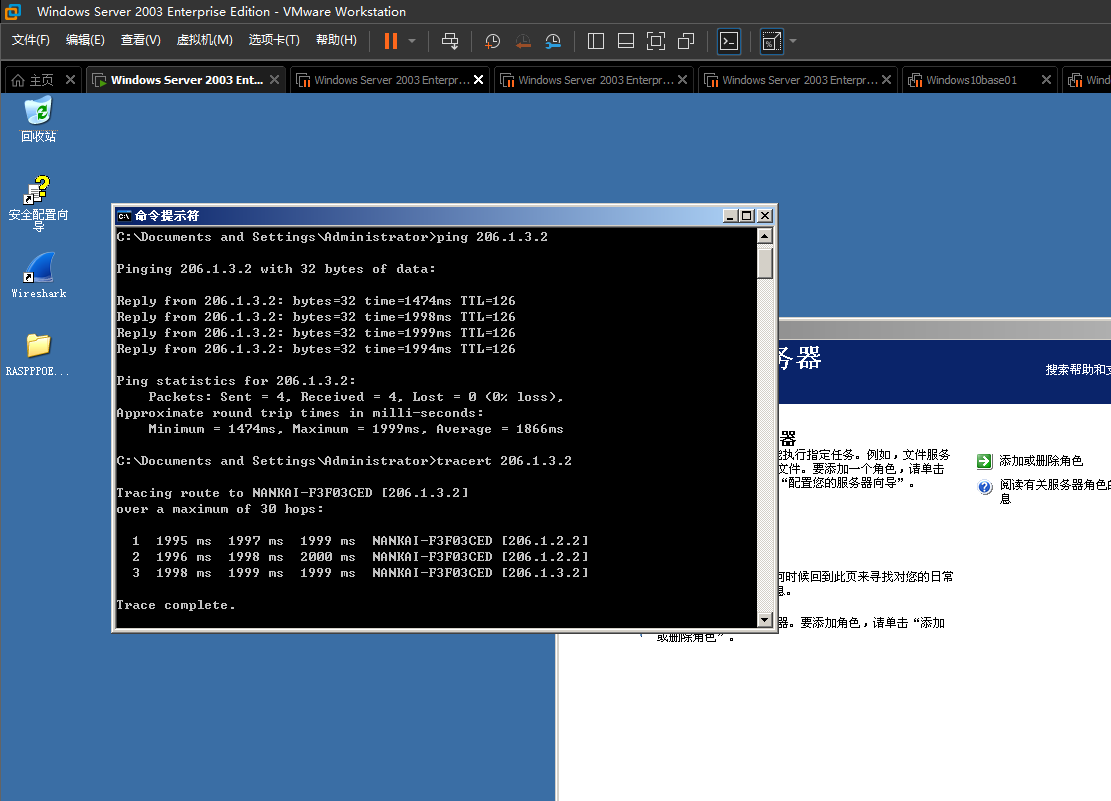 Windows Server 2003 Enterprise Edition - VMware Workstation
文件(F) 编辑(E) 查看(V) 虚拟机(M) 选项卡(T) 帮助(H)
主页 Windows Server 2003 Ent... Windows Server 2003 Enterpr... Windows Server 2003 Enterpr... Windows Server 2003 Enterpr... Windows10base01 Wind
回收站
安全配置向
导
Wireshark
RASPPPOE...
命令提示符
C:\Documents and Settings\Administrator>ping 206.1.3.2
Pinging 206.1.3.2 with 32 bytes of data:
Reply from 206.1.3.2: bytes=32 time=1474ms TTL=126
Reply from 206.1.3.2: bytes=32 time=1998ms TTL=126
Reply from 206.1.3.2: bytes=32 time=1999ms TTL=126
Reply from 206.1.3.2: bytes=32 time=1994ms TTL=126
Ping statistics for 206.1.3.2:
Packets: Sent = 4, Received = 4, Lost = 0 (0% loss),
Approximate round trip times in milli-seconds:
Minimum = 1474ms, Maximum = 1999ms, Average = 1866ms
C:\Documents and Settings\Administrator>tracert 206.1.3.2
Tracing route to NANKAI-F3F03CED [206.1.3.2]
over a maximum of 30 hops:
1 1995 ms 1997 ms 1999 ms NANKAI-F3F03CED [206.1.2.2]
2 1996 ms 1998 ms 2000 ms NANKAI-F3F03CED [206.1.2.2]
3 1998 ms 1999 ms 1999 ms NANKAI-F3F03CED [206.1.3.2]
Trace complete.
务器
搜索帮助和支
器
执行指定任务。例如，文件服务
文件。要添加一个角色，请单击
“配置您的服务器向导”。
添加或删除角色
阅读有关服务器角色的
息
何时候回到此页来寻找对您的日常
息。
器。要添加角色，请单击“添加
或删除角色”。